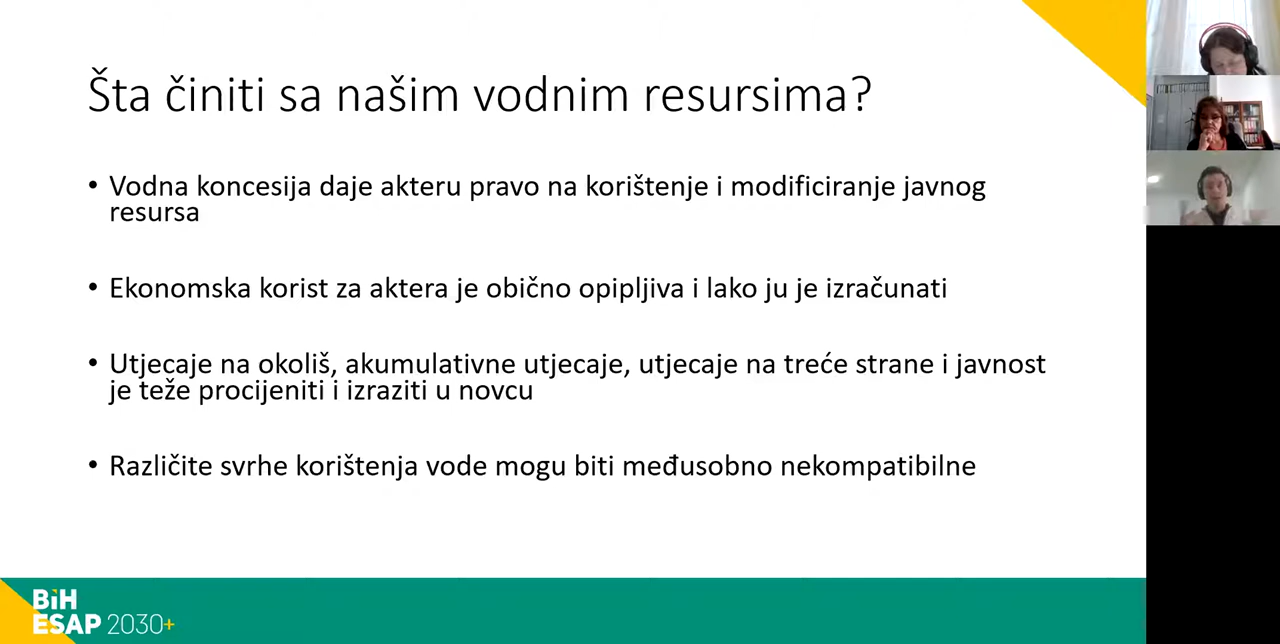 Šta činiti sa našim vodnim resursima?
• Vodna koncesija daje akteru pravo na korištenje i modificiranje javnog
resursa
• Ekonomska korist za aktera je obično opipljiva i lako ju je izračunati
• Utjecaje na okoliš, akumulativne utjecaje, utjecaje na treće strane i javnost
je teže procijeniti i izraziti u novcu
• Različite svrhe korištenja vode mogu biti međusobno nekompatibilne
BiH
ESAP 2030+